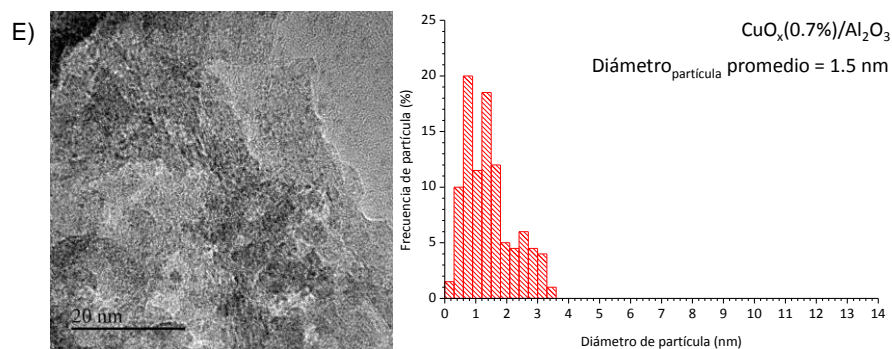 E)
20 nm
CuOx(0.7%)/Al2O3
Diámetropartícula promedio = 1.5 nm
Frecuencia de partícula (%)
25
20
15
10
5
0
0 1 2 3 4 5 6 7 8 9 10 11 12 13 14
Diámetro de partícula (nm)